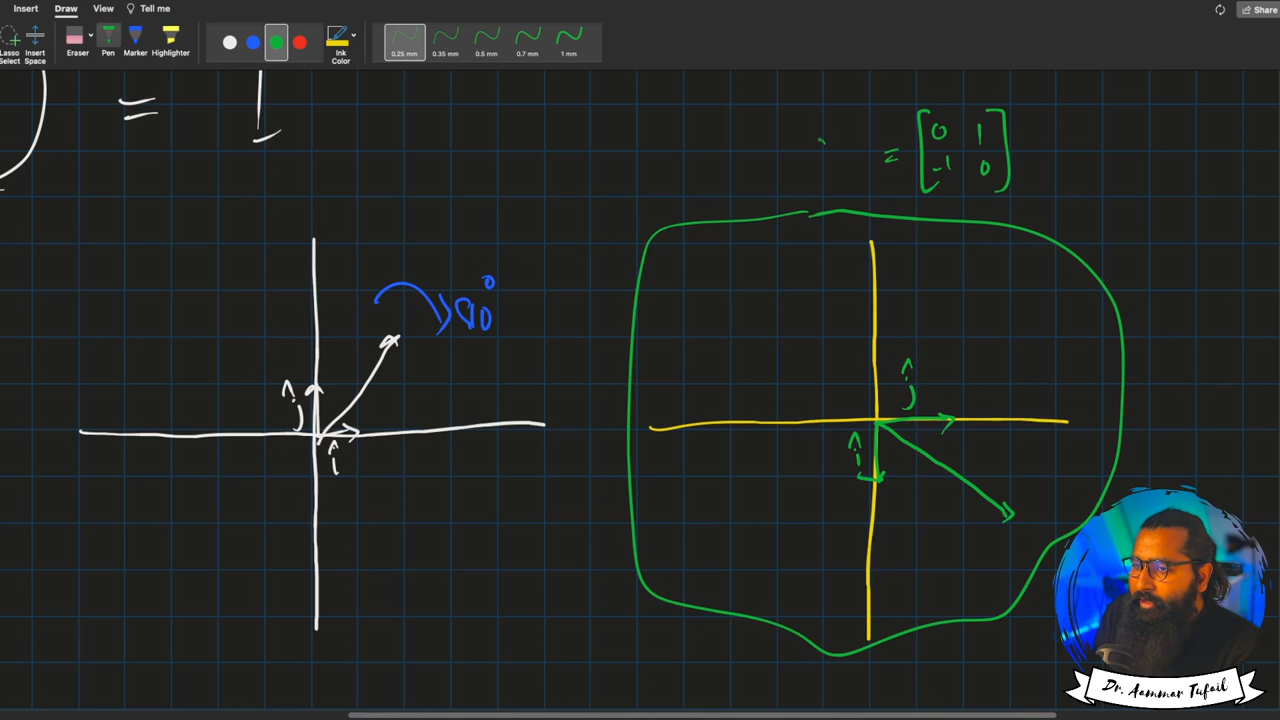 Insert Draw View Tell me
Share
Lasso Select
Insert Space
Eraser
Pen
Marker
Highlighter
Ink Color
0.25 mm
0.35 mm
0.5 mm
0.7 mm
1 mm
= 1
= [0 1
-1 0]
90°
ĵ
î
ĵ
î
Dr. Aammar Tufail